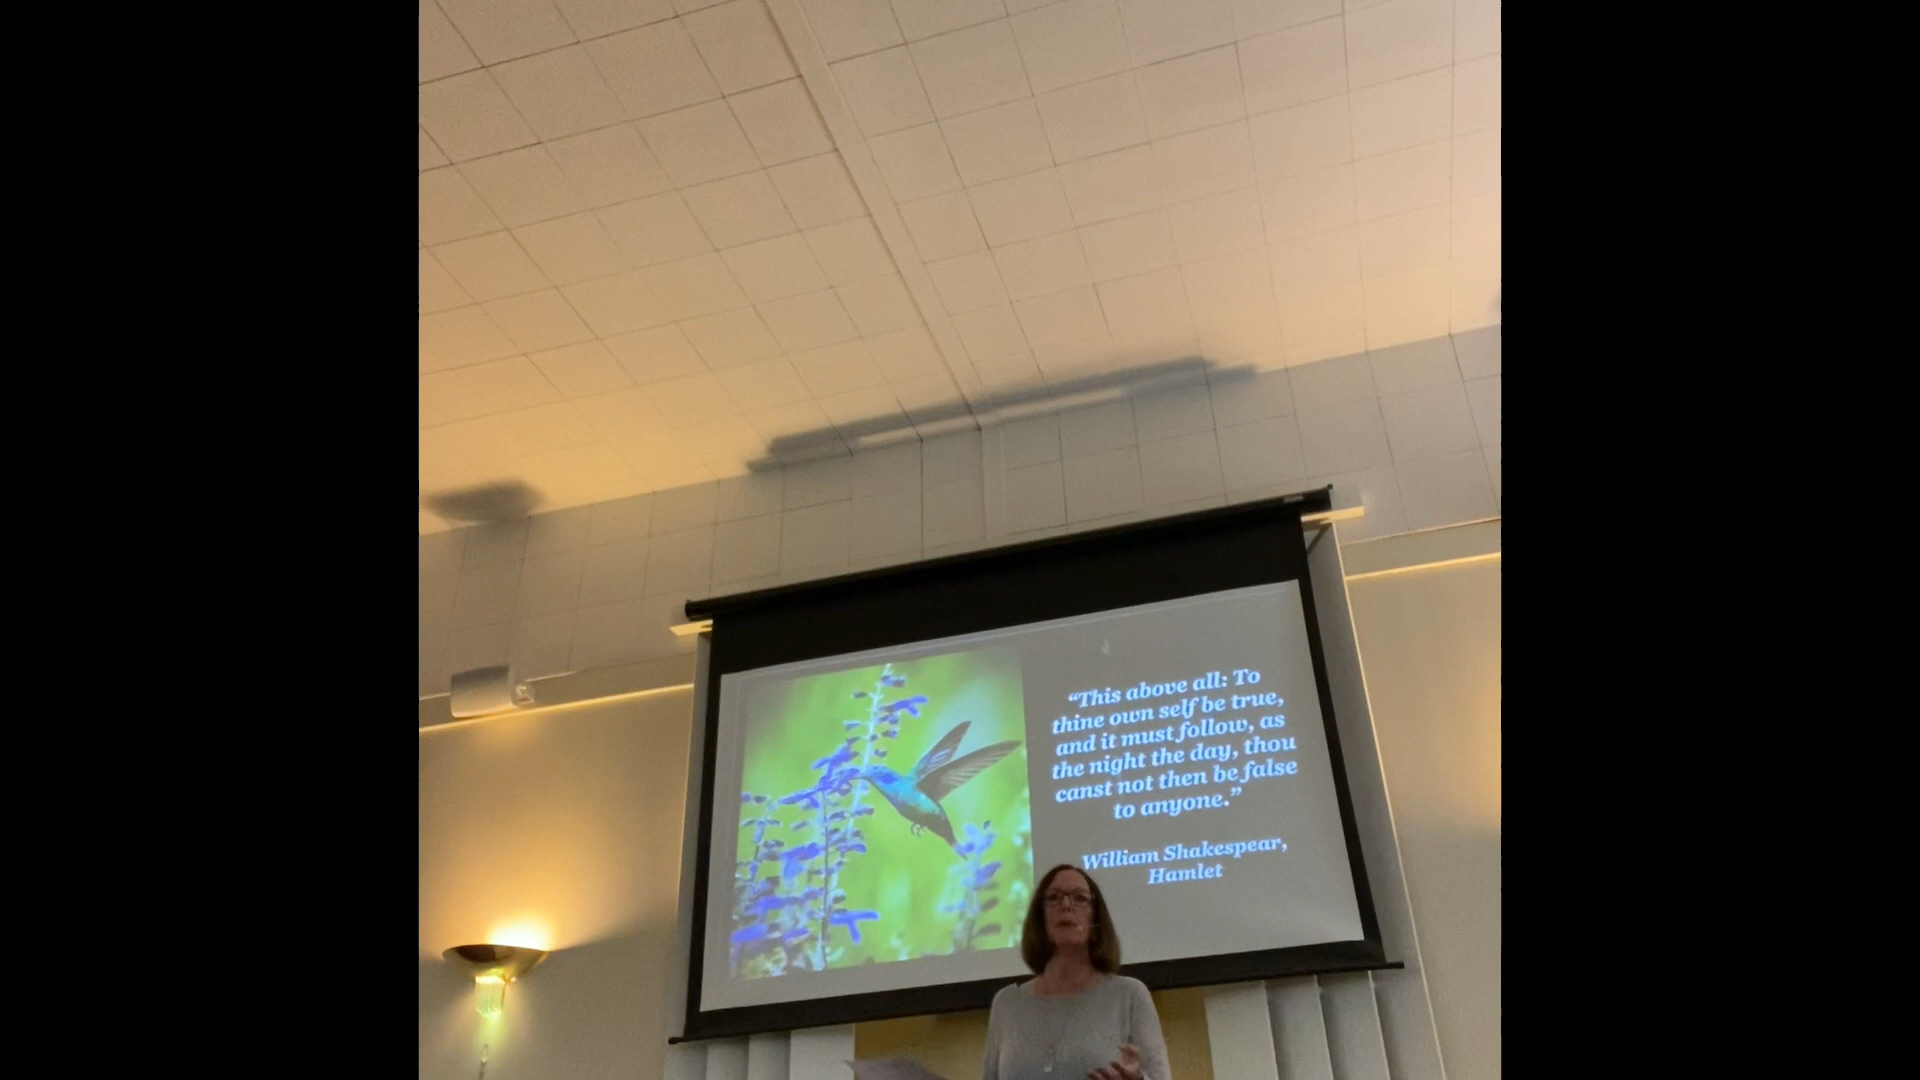 “This above all: To
thine own self be true,
and it must follow, as
the night the day, thou
canst not then be false
to anyone.”
William Shakespear,
Hamlet